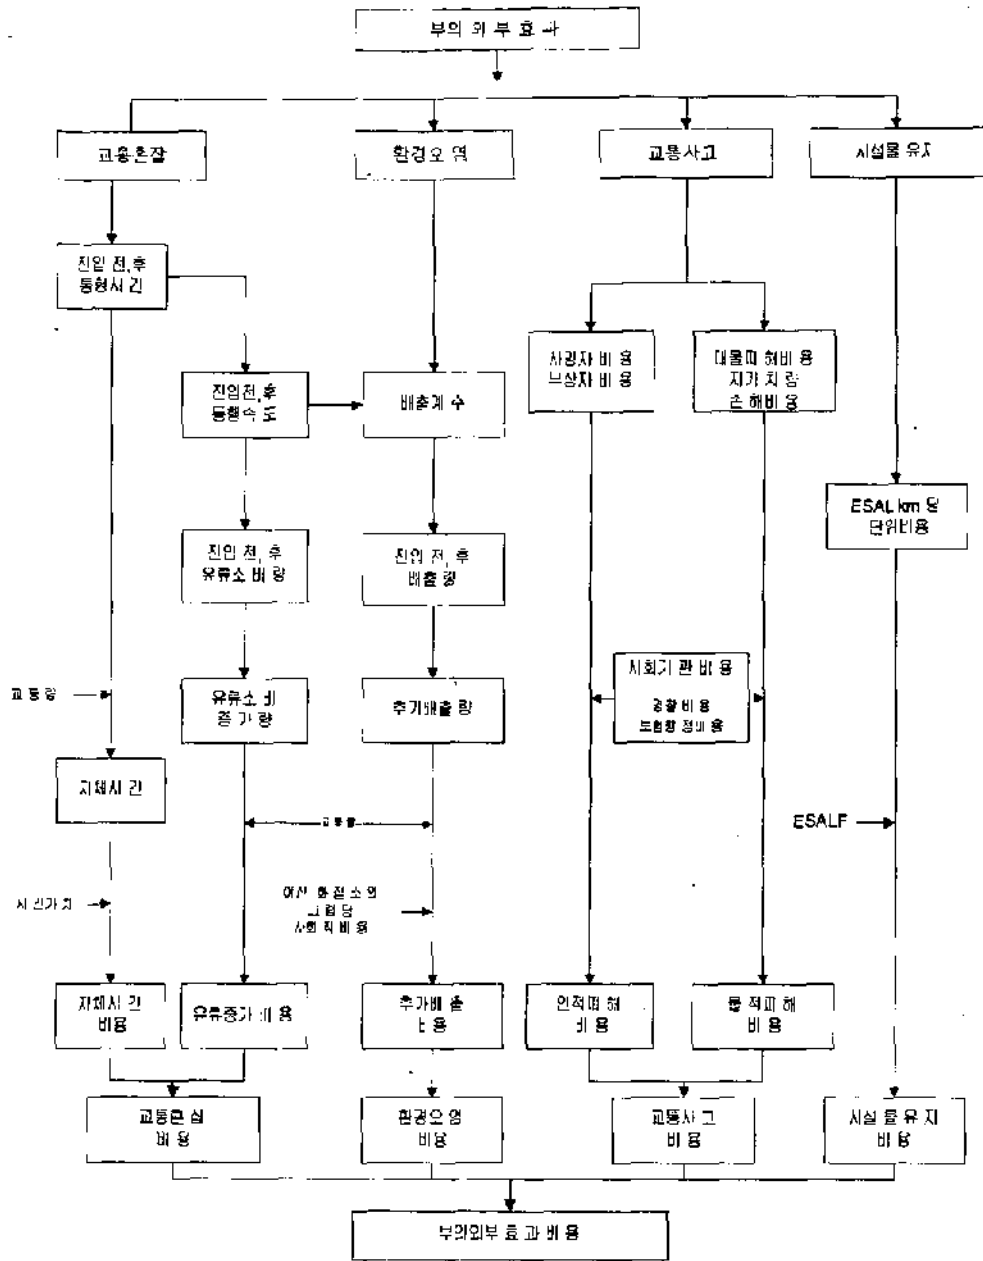 부의 외 부 효 과
교통혼잡
환경오 염
교통사고
시설물 유지
진입 전,후
통행시 간
사망자 비 용
부상자 비 용
대물피 해비 용
자기 차 량
손 해비 용
진입전,후
통행속 도
배출계 수
ESAL km 당
단위비용
진입 전, 후
유류소 비 량
진입 전, 후
배출 량
사회기 관 비 용
경찰 비 용
보험행 정비 용
교 통 량
유류소 비
증 가 량
추가배출 량
지체시 간
교통량
ESALF
시 간가 치
그 램 당
사회 적 비 용
지체시 간
비용
유류증가 비 용
추가배 출
비 용
인적피 해
비 용
물 적피 해
비 용
교통혼 잡
비 용
환경오 염
비용
교통사 고
비 용
시설 물 유 지
비 용
부의외부 효 과 비 용